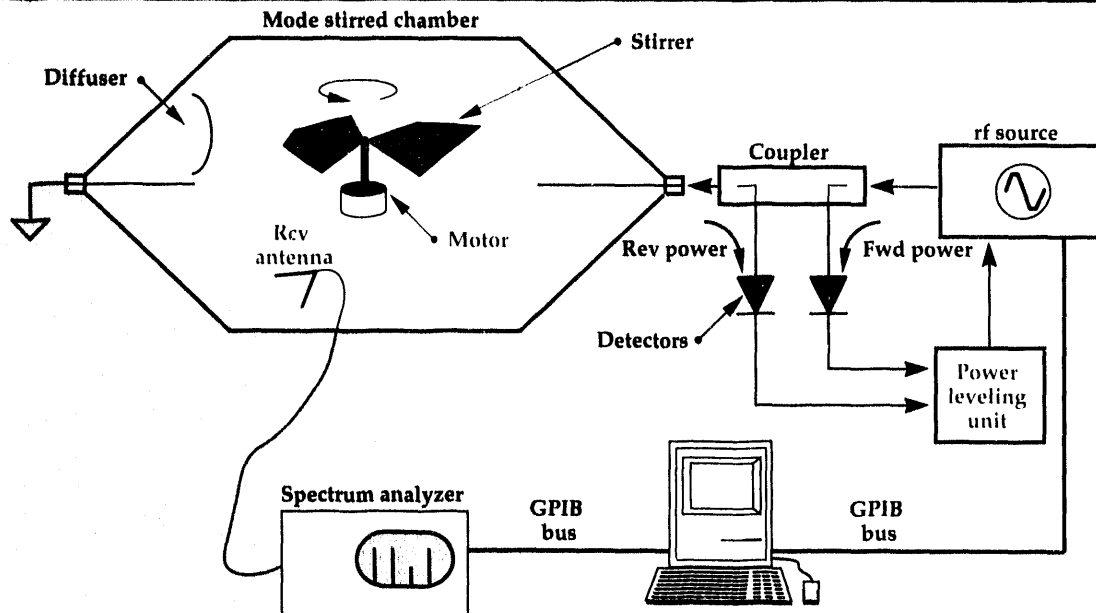 Mode stirred chamber
Stirrer
Diffuser
rf source
Coupler
Motor
Rcv
antenna
Rev power
Fwd power
Detectors
Power
leveling
unit
Spectrum analyzer
GPIB
bus
GPIB
bus